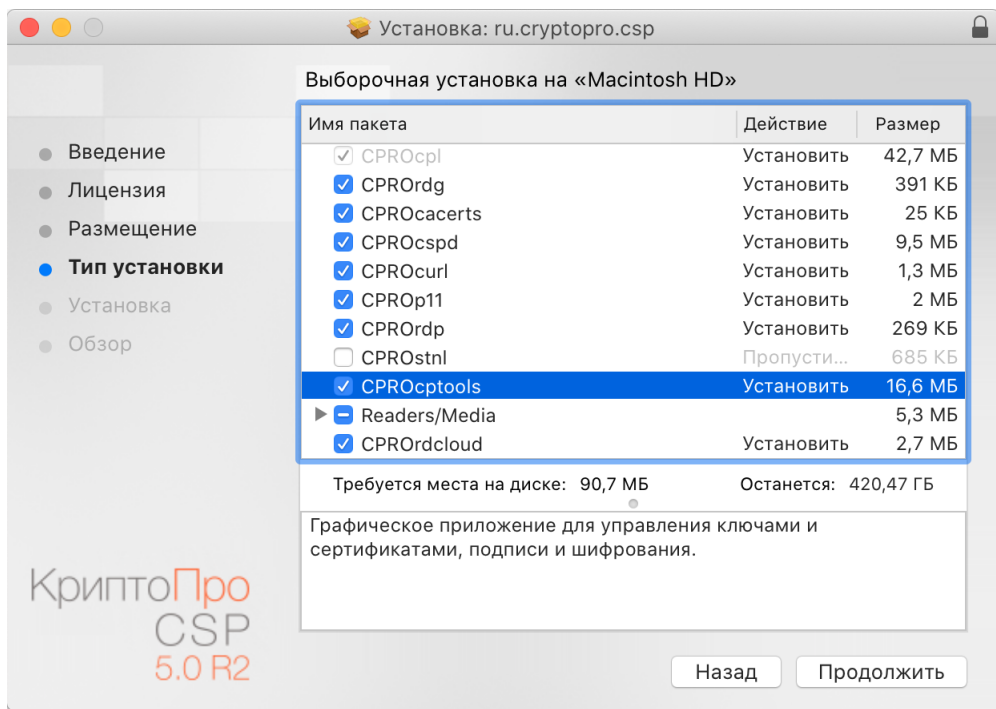 Установка: ru.cryptopro.csp
Выборочная установка на «Macintosh HD»
Введение
Лицензия
Размещение
Тип установки
Установка
Обзор
Имя пакета Действие Размер
CPROcpl Установить 42,7 МБ
CPROrdg Установить 391 КБ
CPROcacerts Установить 25 КБ
CPROcspd Установить 9,5 МБ
CPROcurl Установить 1,3 МБ
CPROp11 Установить 2 МБ
CPROrdp Установить 269 КБ
CPROstnl Пропусти... 685 КБ
CPROcptools Установить 16,6 МБ
Readers/Media 5,3 МБ
CPROrdcloud Установить 2,7 МБ
Требуется места на диске: 90,7 МБ Останется: 420,47 ГБ
Графическое приложение для управления ключами и
сертификатами, подписи и шифрования.
КриптоПро
CSP
5.0 R2
Назад Продолжить